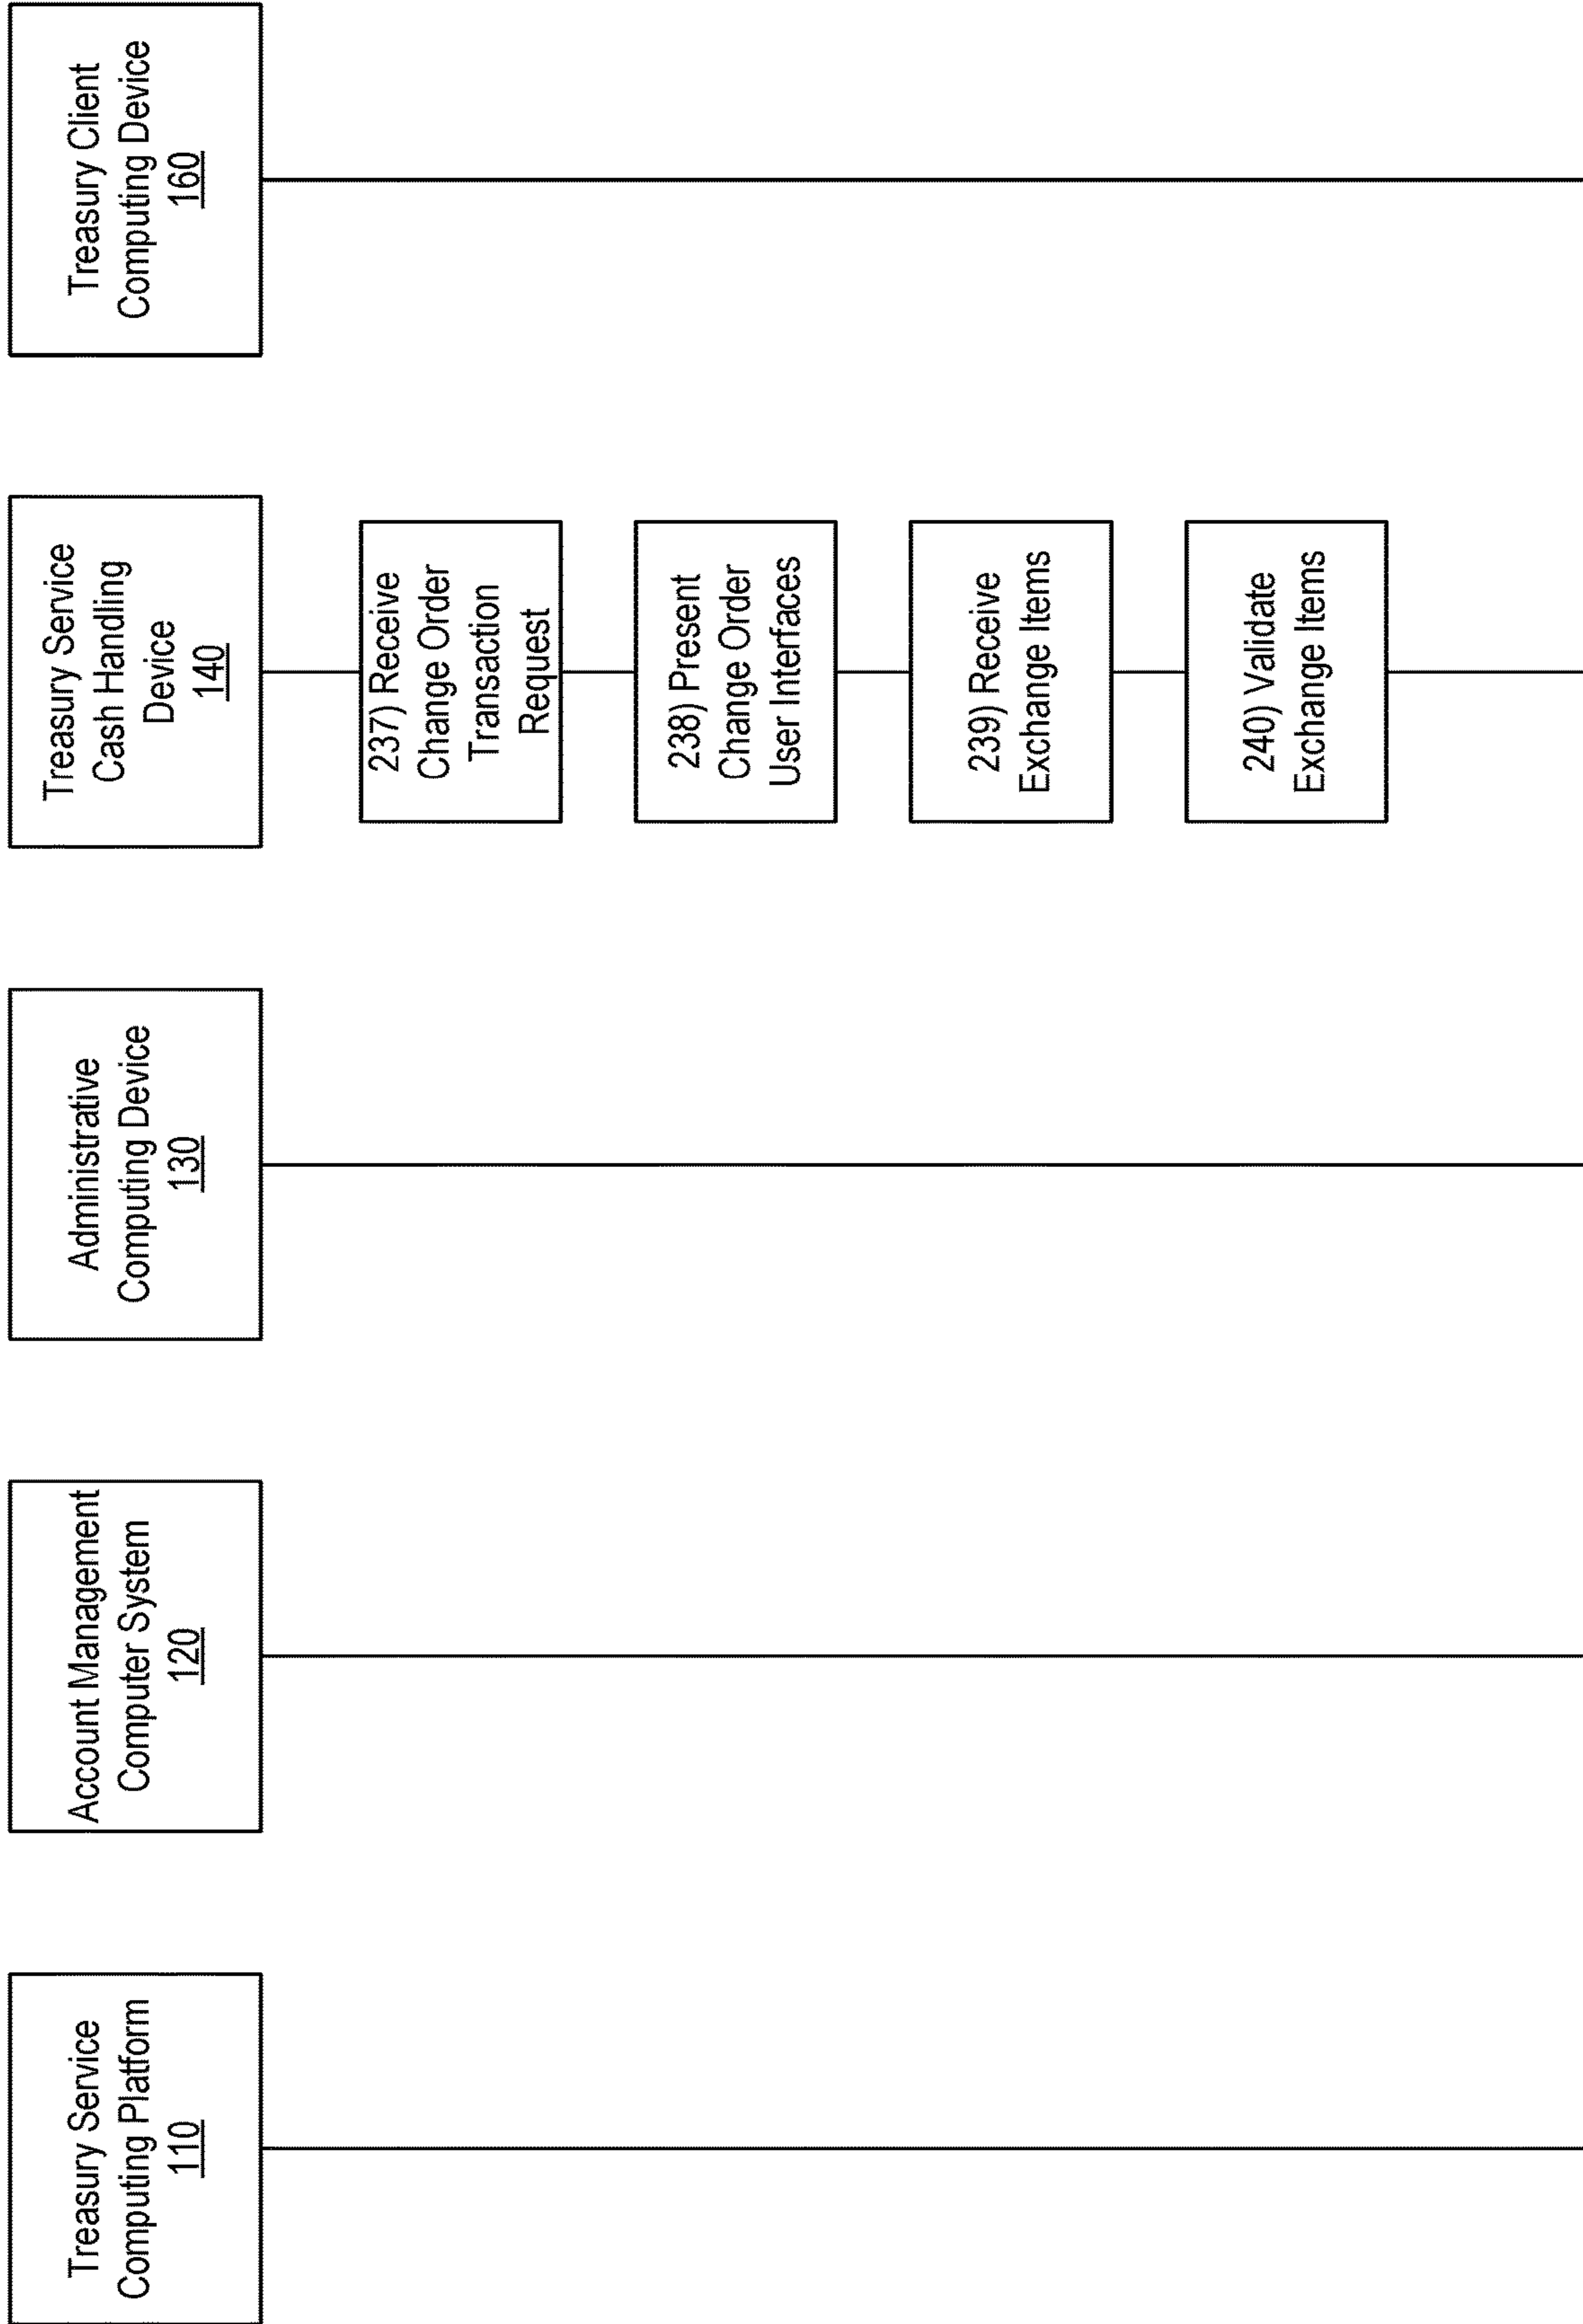 Treasury Service
Computing Platform
110
Account Management
Computer System
120
Administrative
Computing Device
130
Treasury Service
Cash Handling
Device
140
Treasury Client
Computing Device
160
237) Receive
Change Order
Transaction
Request
238) Present
Change Order
User Interfaces
239) Receive
Exchange Items
240) Validate
Exchange Items